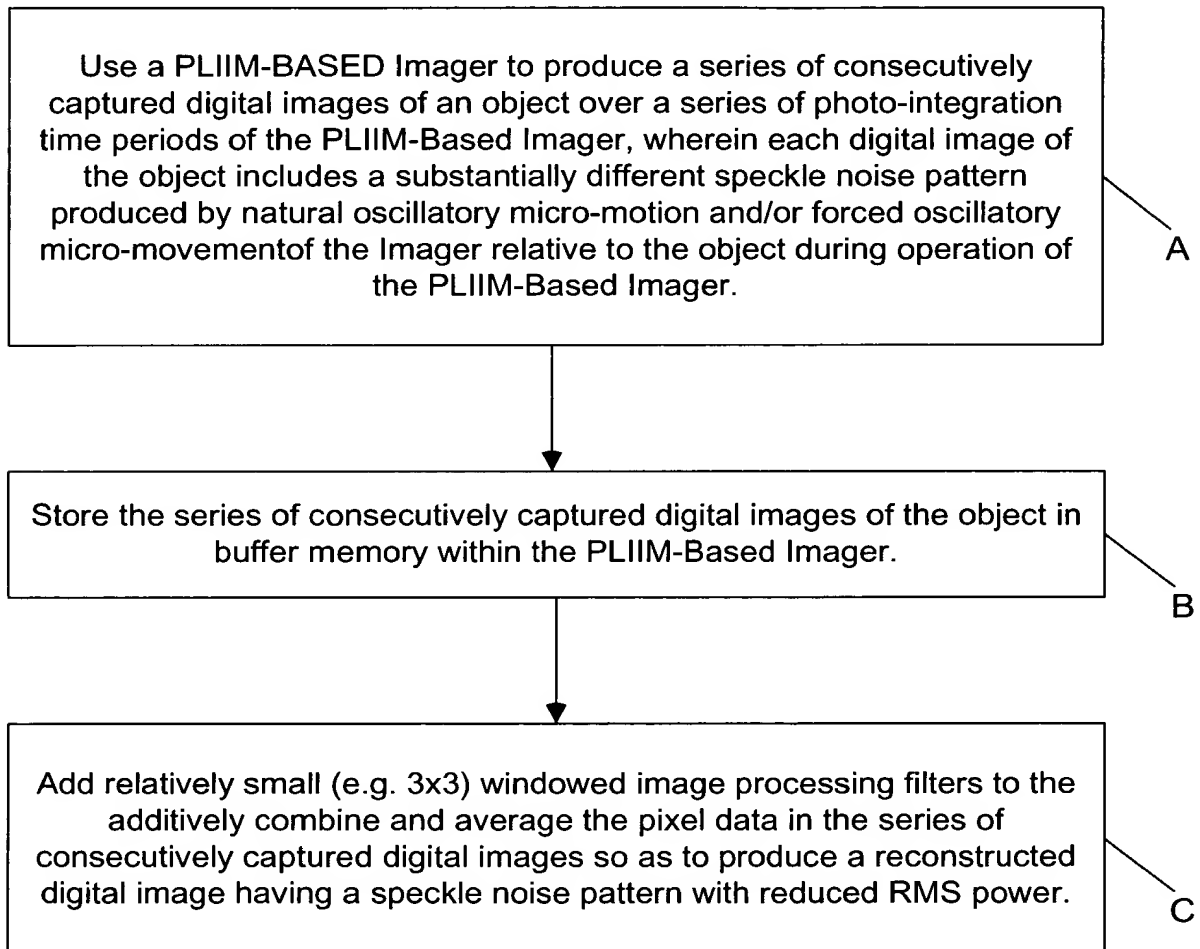 Use a PLIIM-BASED Imager to produce a series of consecutively
captured digital images of an object over a series of photo-integration
time periods of the PLIIM-Based Imager, wherein each digital image of
the object includes a substantially different speckle noise pattern
produced by natural oscillatory micro-motion and/or forced oscillatory
micro-movementof the Imager relative to the object during operation of
the PLIIM-Based Imager.
A
Store the series of consecutively captured digital images of the object in
buffer memory within the PLIIM-Based Imager.
B
Add relatively small (e.g. 3x3) windowed image processing filters to the
additively combine and average the pixel data in the series of
consecutively captured digital images so as to produce a reconstructed
digital image having a speckle noise pattern with reduced RMS power.
C